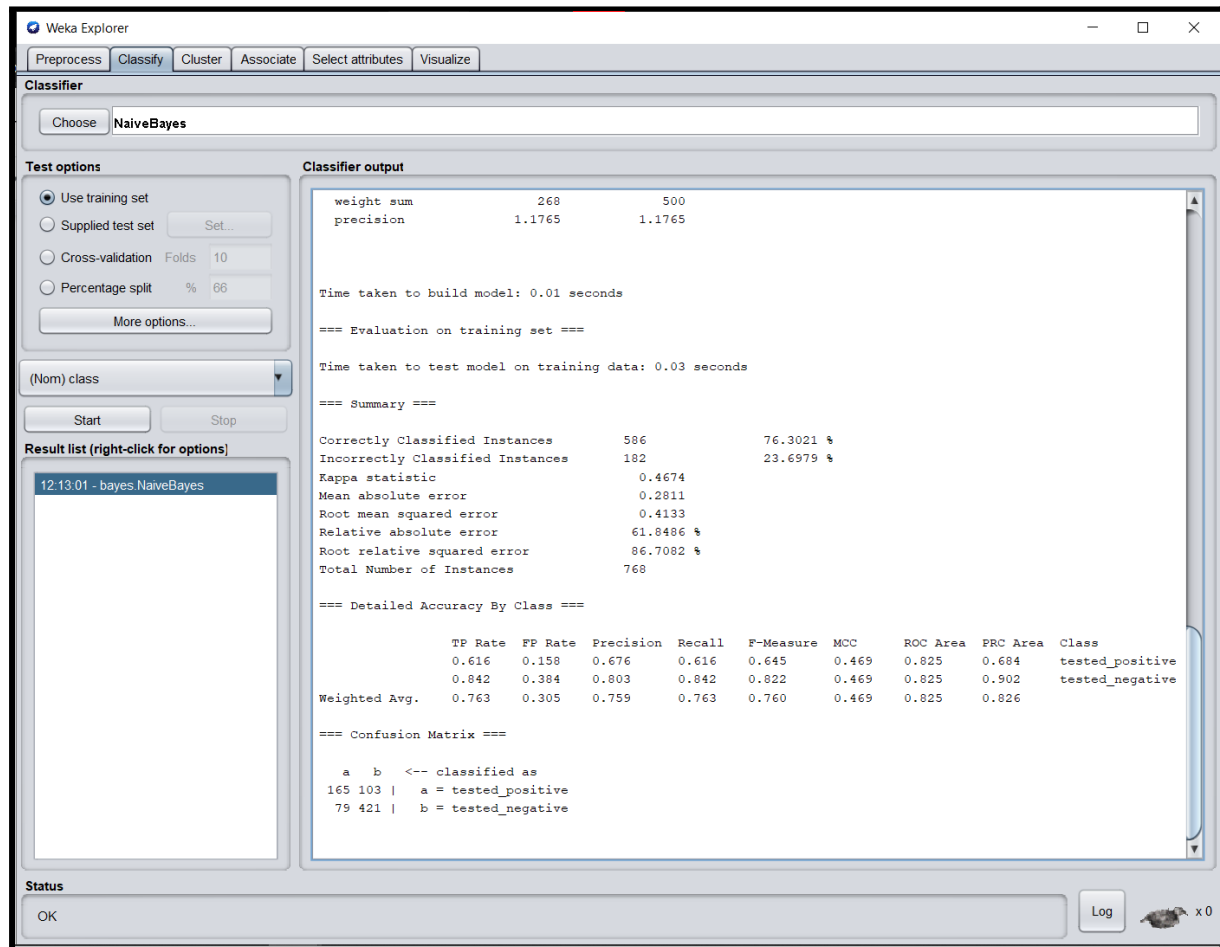 Weka Explorer
Preprocess Classify Cluster Associate Select attributes Visualize
Classifier
Choose NaiveBayes
Test options
Use training set
Supplied test set Set...
Cross-validation Folds 10
Percentage split % 66
More options...
(Nom) class
Start Stop
Result list (right-click for options)
12:13:01 - bayes.NaiveBayes
Classifier output
weight sum 268 500
precision 1.1765 1.1765
Time taken to build model: 0.01 seconds
=== Evaluation on training set ===
Time taken to test model on training data: 0.03 seconds
=== Summary ===
Correctly Classified Instances 586 76.3021 %
Incorrectly Classified Instances 182 23.6979 %
Kappa statistic 0.4674
Mean absolute error 0.2811
Root mean squared error 0.4133
Relative absolute error 61.8486 %
Root relative squared error 86.7082 %
Total Number of Instances 768
=== Detailed Accuracy By Class ===
TP Rate FP Rate Precision Recall F-Measure MCC ROC Area PRC Area Class
0.616 0.158 0.676 0.616 0.645 0.469 0.825 0.684 tested_positive
0.842 0.384 0.803 0.842 0.822 0.469 0.825 0.902 tested_negative
Weighted Avg. 0.763 0.305 0.759 0.763 0.760 0.469 0.825 0.826
=== Confusion Matrix ===
a b <-- classified as
165 103 | a = tested_positive
79 421 | b = tested_negative
Status
OK
Log
x 0